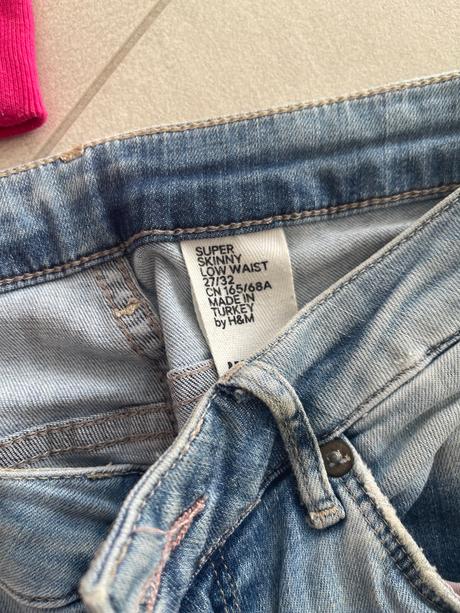 SUPER
SKINNY
LOW WAIST
27/32
CN 165/68A
MADE IN
TURKEY
by H&M